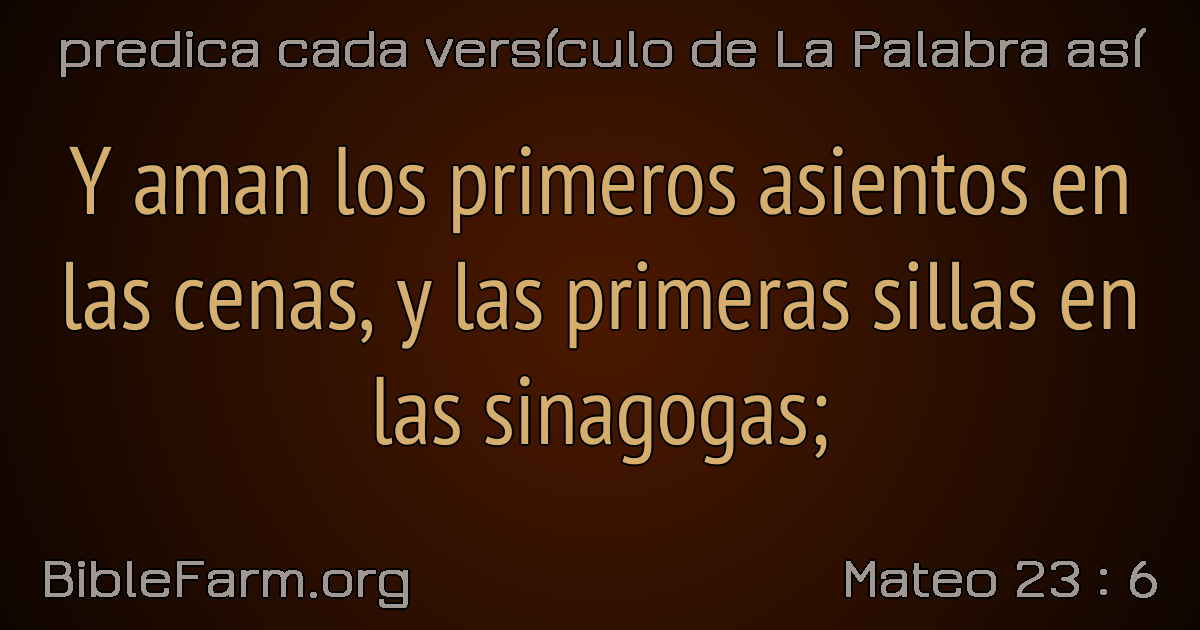 predica cada versículo de La Palabra así
Y aman los primeros asientos en
las cenas, y las primeras sillas en
las sinagogas;
BibleFarm.org
Mateo 23 : 6